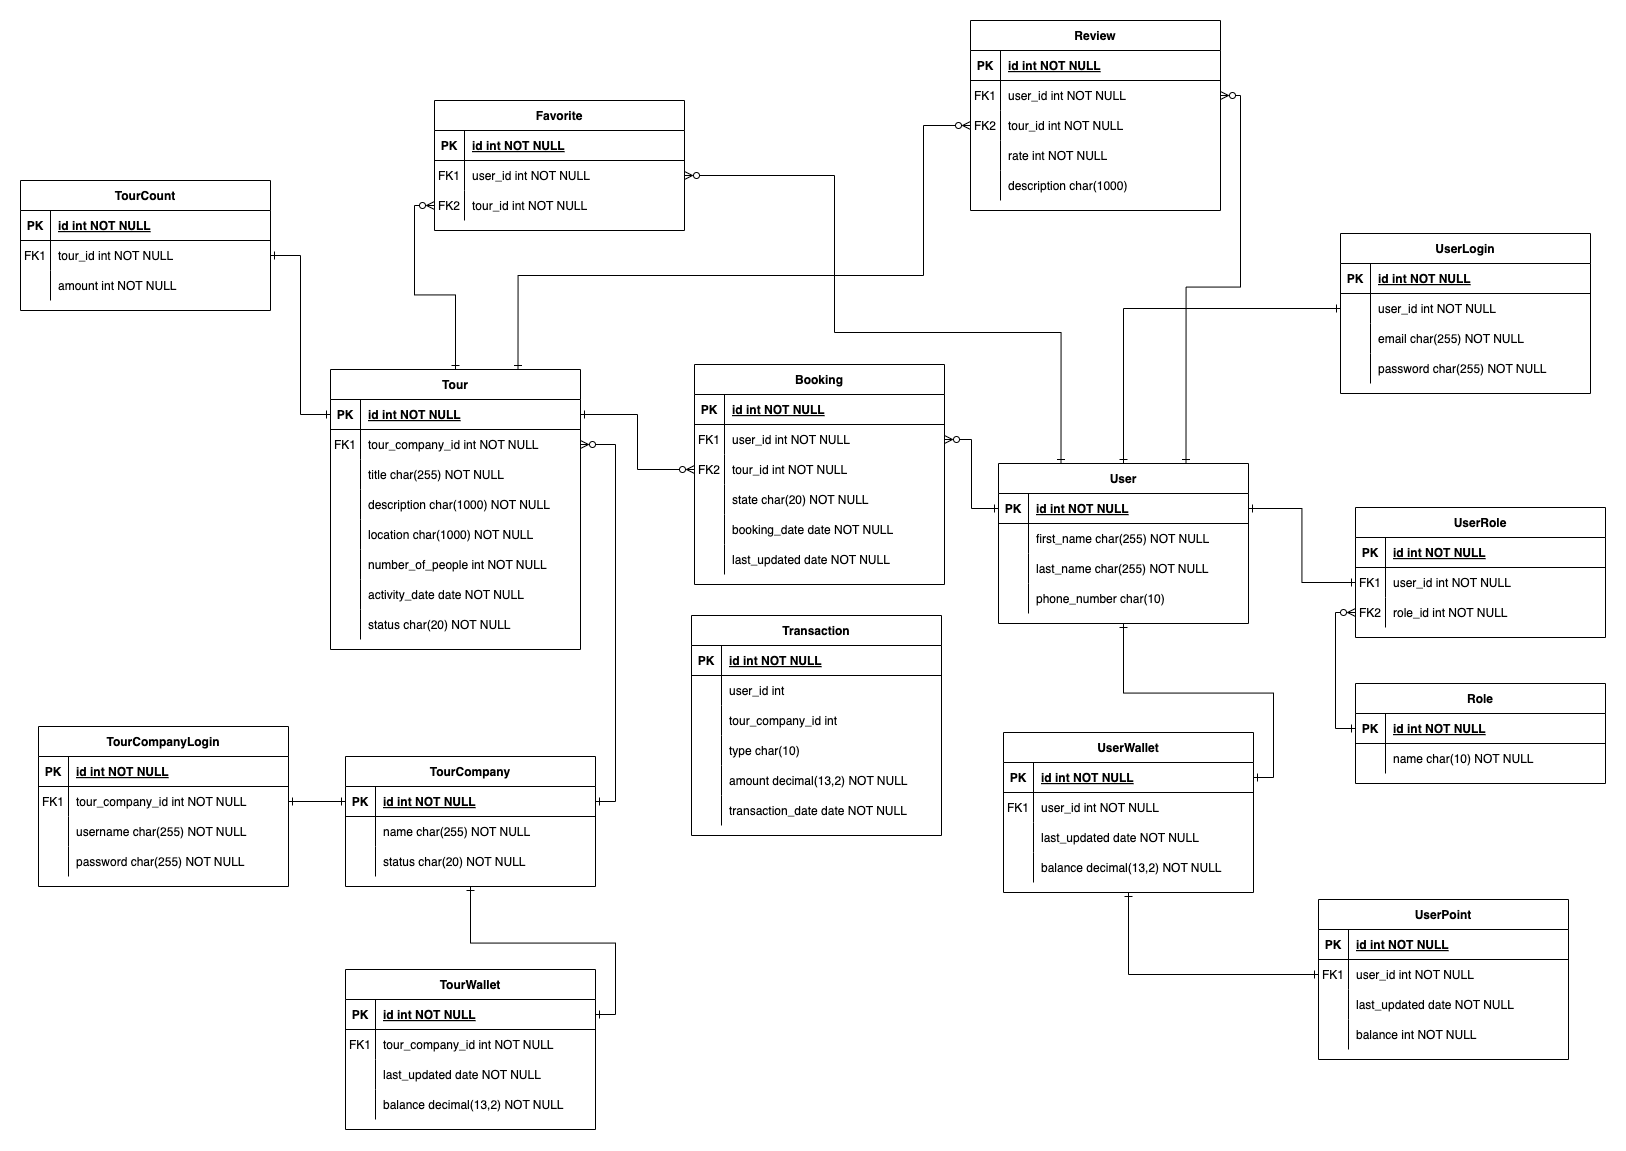 Review
PK id int NOT NULL
FK1 user_id int NOT NULL
FK2 tour_id int NOT NULL
rate int NOT NULL
description char(1000)
Favorite
PK id int NOT NULL
FK1 user_id int NOT NULL
FK2 tour_id int NOT NULL
TourCount
PK id int NOT NULL
FK1 tour_id int NOT NULL
amount int NOT NULL
UserLogin
PK id int NOT NULL
user_id int NOT NULL
email char(255) NOT NULL
password char(255) NOT NULL
Tour
PK id int NOT NULL
FK1 tour_company_id int NOT NULL
title char(255) NOT NULL
description char(1000) NOT NULL
location char(1000) NOT NULL
number_of_people int NOT NULL
activity_date date NOT NULL
status char(20) NOT NULL
Booking
PK id int NOT NULL
FK1 user_id int NOT NULL
FK2 tour_id int NOT NULL
state char(20) NOT NULL
booking_date date NOT NULL
last_updated date NOT NULL
User
PK id int NOT NULL
first_name char(255) NOT NULL
last_name char(255) NOT NULL
phone_number char(10)
UserRole
PK id int NOT NULL
FK1 user_id int NOT NULL
FK2 role_id int NOT NULL
Transaction
PK id int NOT NULL
user_id int
tour_company_id int
type char(10)
amount decimal(13,2) NOT NULL
transaction_date date NOT NULL
Role
PK id int NOT NULL
name char(10) NOT NULL
TourCompanyLogin
PK id int NOT NULL
FK1 tour_company_id int NOT NULL
username char(255) NOT NULL
password char(255) NOT NULL
TourCompany
PK id int NOT NULL
name char(255) NOT NULL
status char(20) NOT NULL
UserWallet
PK id int NOT NULL
FK1 user_id int NOT NULL
last_updated date NOT NULL
balance decimal(13,2) NOT NULL
UserPoint
PK id int NOT NULL
FK1 user_id int NOT NULL
last_updated date NOT NULL
balance int NOT NULL
TourWallet
PK id int NOT NULL
FK1 tour_company_id int NOT NULL
last_updated date NOT NULL
balance decimal(13,2) NOT NULL